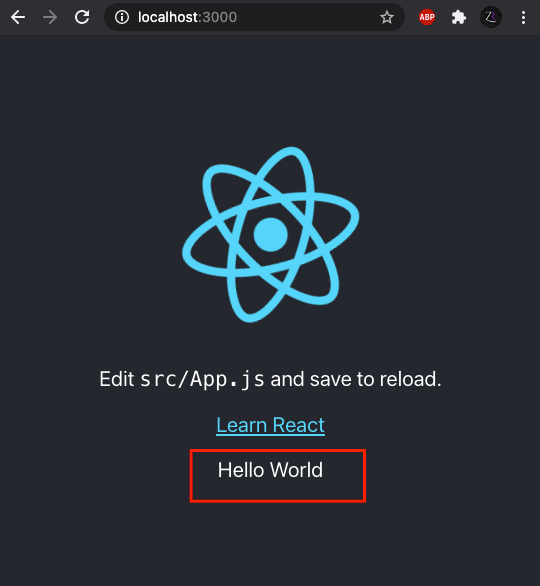 localhost:3000
ABP
Edit src/App.js and save to reload.
Learn React
Hello World